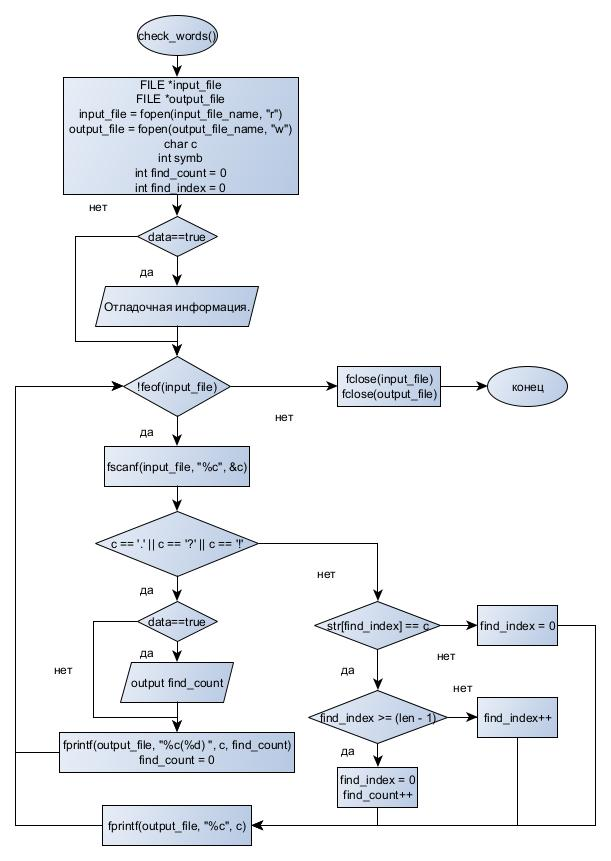 check_words()
FILE *input_file
FILE *output_file
input_file = fopen(input_file_name, "r")
output_file = fopen(output_file_name, "w")
char c
int symb
int find_count = 0
int find_index = 0
нет
data==true
да
Отладочная информация.
!feof(input_file)
fclose(input_file)
fclose(output_file)
конец
нет
да
fscanf(input_file, "%c", &c)
c == '.' || c == '?' || c == '!'
нет
да
data==true
str[find_index] == c
find_index = 0
да
нет
нет
да
output find_count
нет
find_index >= (len - 1)
find_index++
fprintf(output_file, "%c(%d) ", c, find_count)
find_count = 0
да
find_index = 0
find_count++
fprintf(output_file, "%c", c)